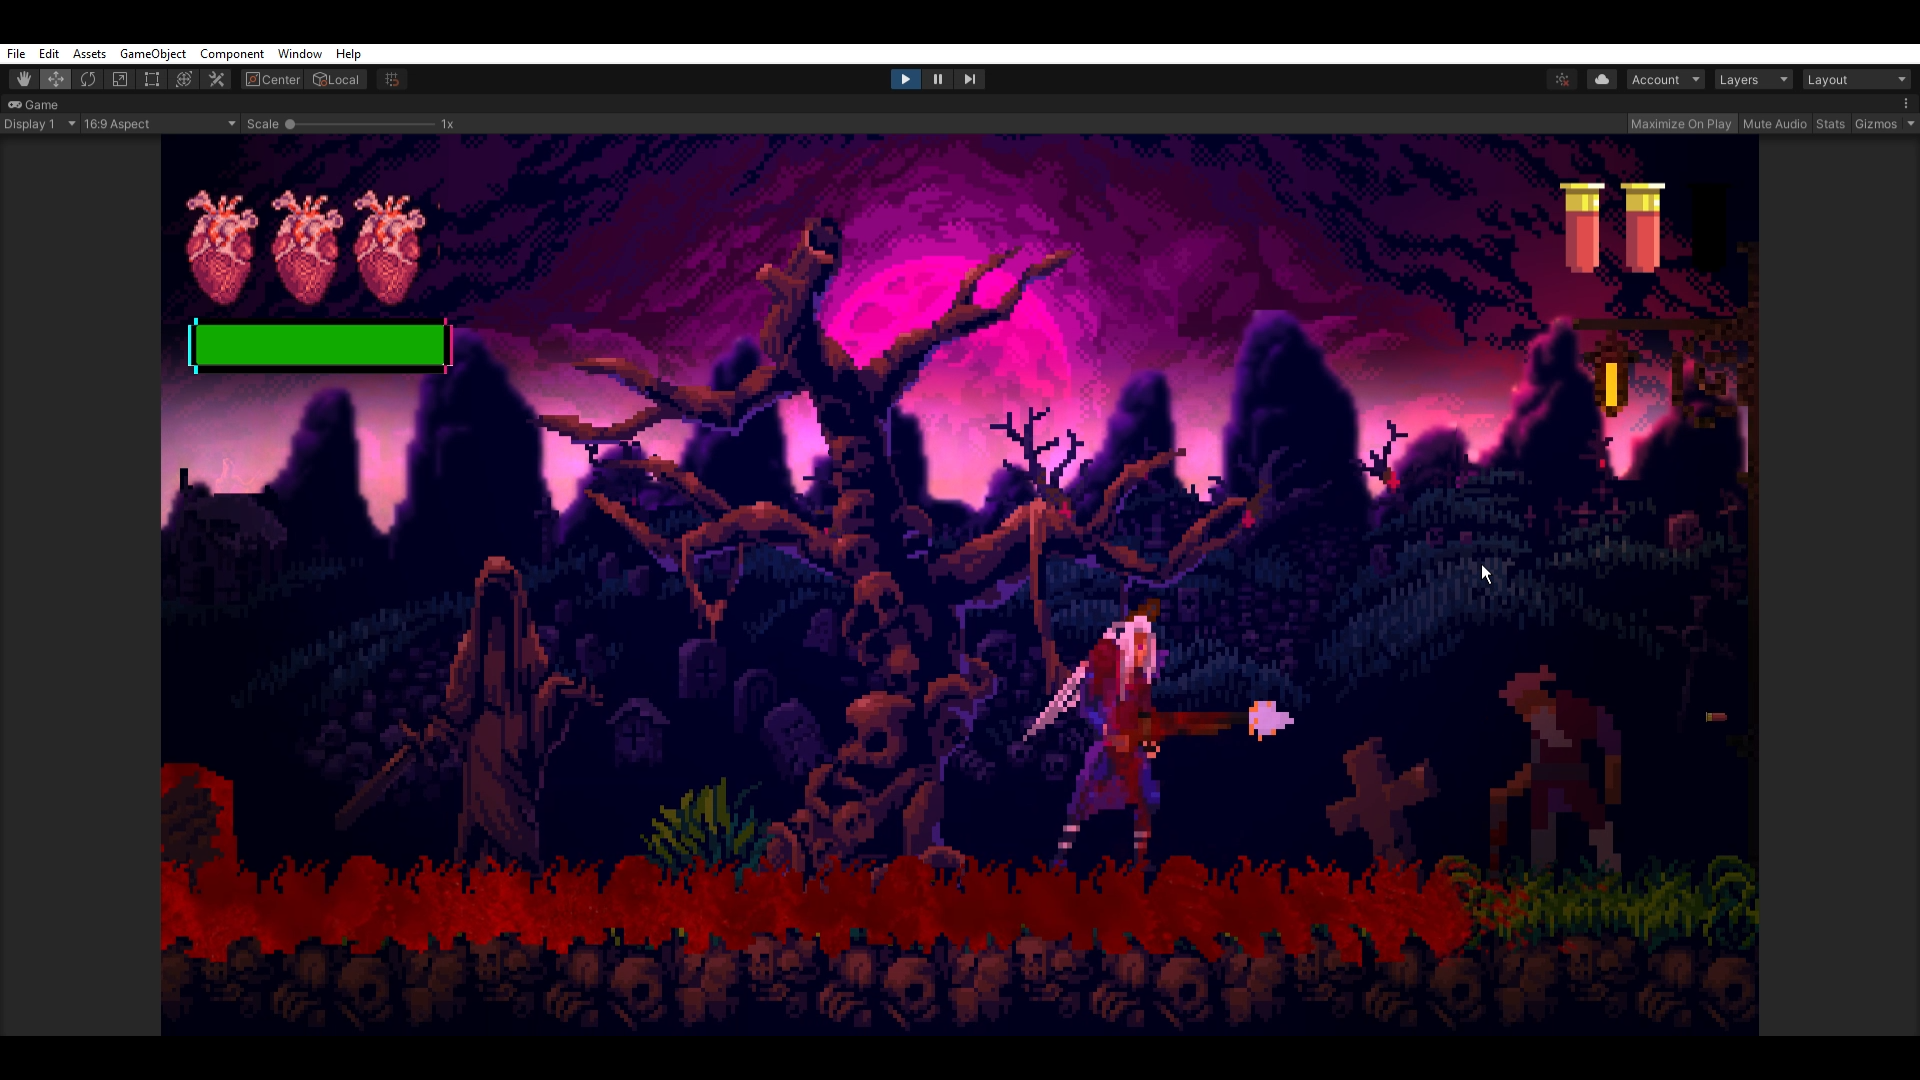 File Edit Assets GameObject Component Window Help
Center Local Account Layers Layout
Game
Display 1 16:9 Aspect Scale 1x Maximize On Play Mute Audio Stats Gizmos